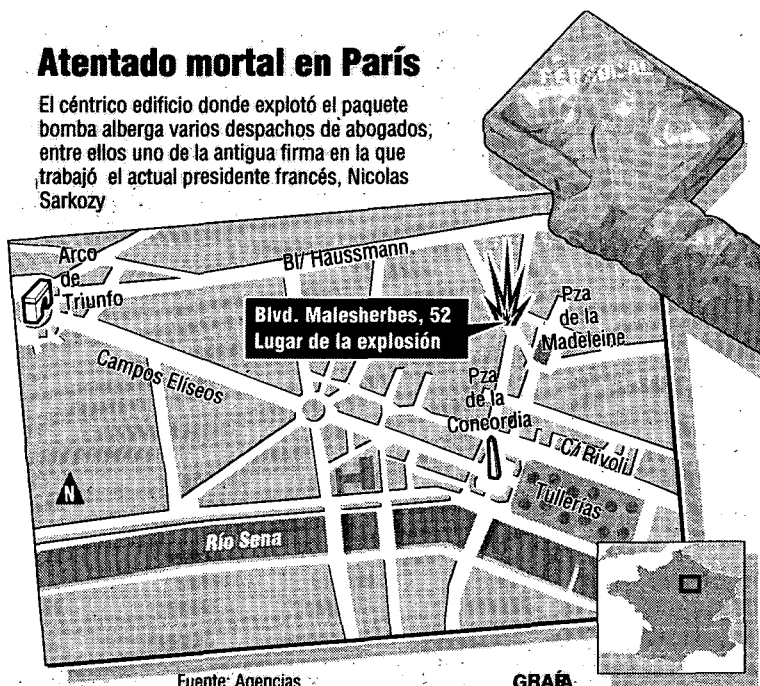 Atentado mortal en París
El céntrico edificio donde explotó el paquete
bomba alberga varios despachos de abogados,
entre ellos uno de la antigua firma en la que
trabajó el actual presidente francés, Nicolas
Sarkozy
PERSONAL
Arco
de
Triunfo
Bl/ Haussmann
Blvd. Malesherbes, 52
Lugar de la explosión
Pza
de la
Madeleine
Campos Elíseos
Pza
de la
Concordia
C/ Rivoli
Tullerías
N
Río Sena
Fuente: Agencias